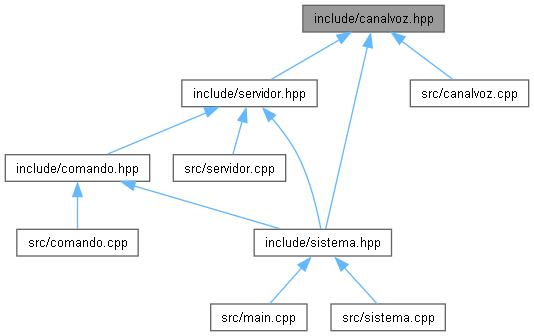 include/canalvoz.hpp
include/servidor.hpp
src/canalvoz.cpp
include/comando.hpp
src/servidor.cpp
src/comando.cpp
include/sistema.hpp
src/main.cpp
src/sistema.cpp